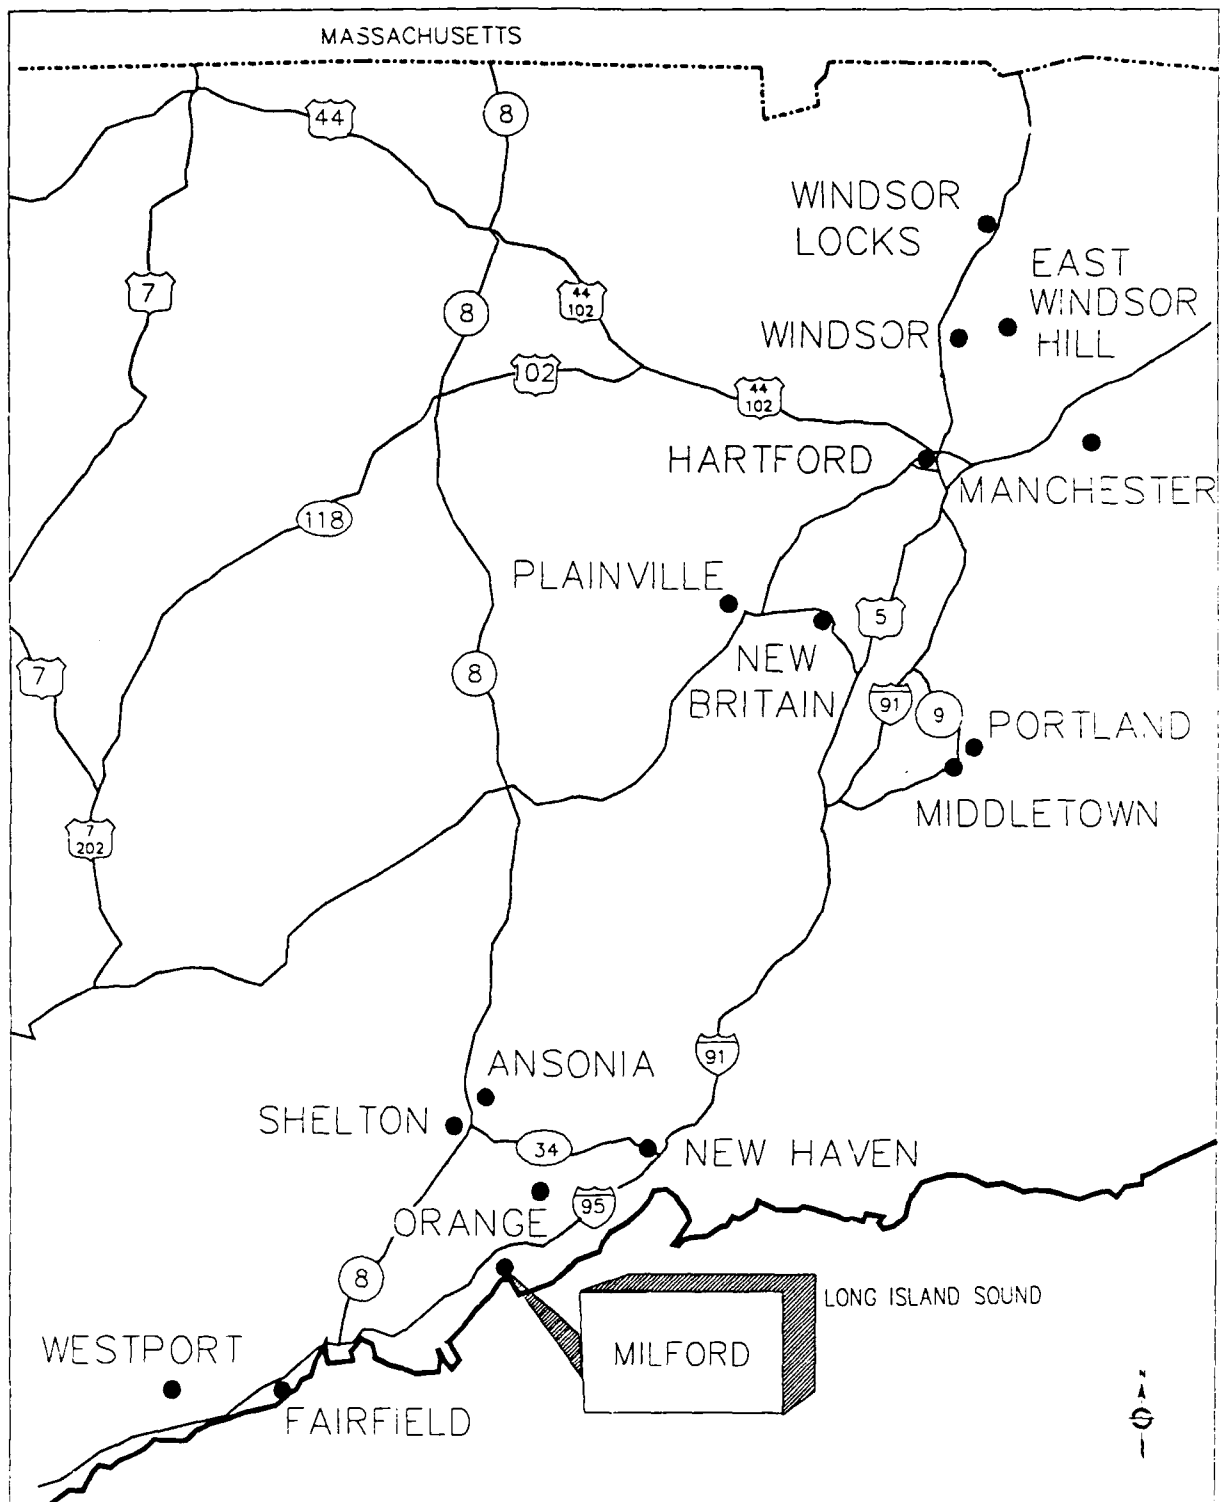 MASSACHUSETTS
44
8
WINDSOR
LOCKS
EAST
WINDSOR
HILL
7
8
44
102
WINDSOR
102
44
102
HARTFORD
MANCHESTER
118
PLAINVILLE
5
NEW
BRITAIN
7
8
91
9
PORTLAND
MIDDLETOWN
7
202
91
ANSONIA
SHELTON
34
NEW HAVEN
95
ORANGE
8
LONG ISLAND SOUND
MILFORD
WESTPORT
FAIRFIELD
N